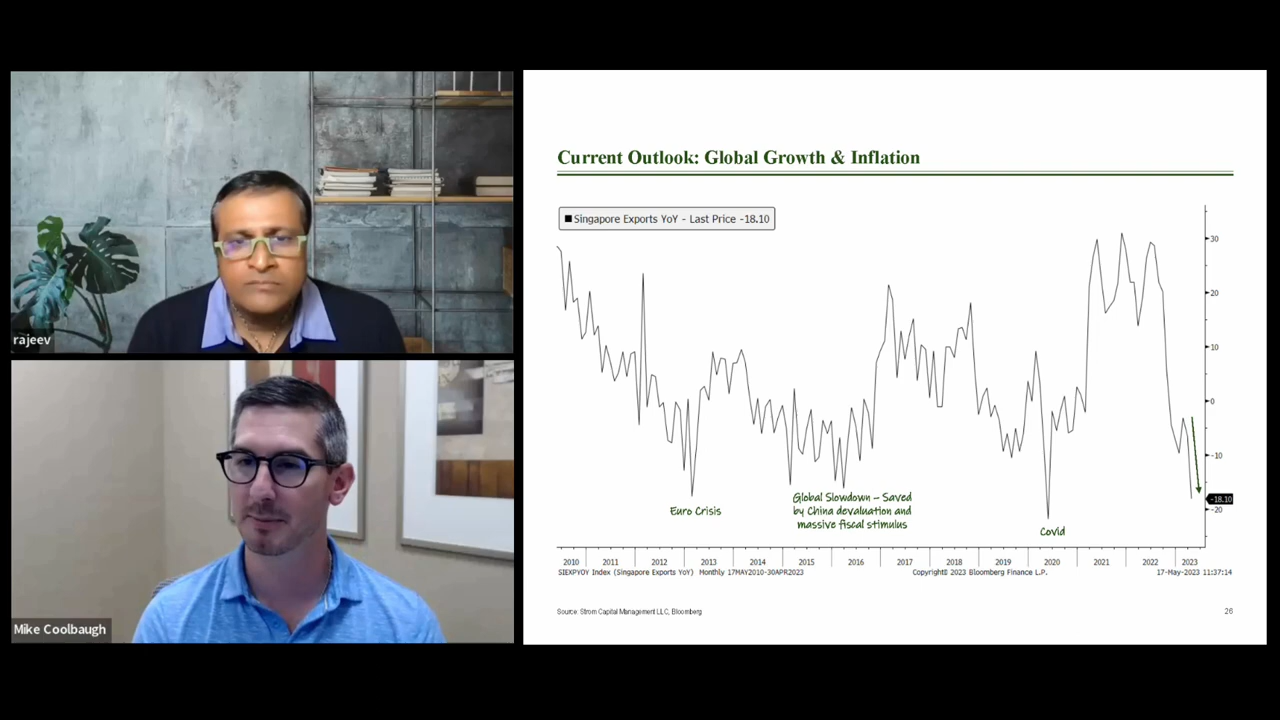 rajeev
Mike Coolbaugh
Current Outlook: Global Growth & Inflation
Singapore Exports YoY - Last Price -18.10
30
20
10
0
-10
-18.10
-20
Euro Crisis
Global Slowdown – Saved
by China devaluation and
massive fiscal stimulus
Covid
2010 2011 2012 2013 2014 2015 2016 2017 2018 2019 2020 2021 2022 2023
SIEXPYOY Index (Singapore Exports YoY) Monthly 17MAY2010-30APR2023 Copyright© 2023 Bloomberg Finance L.P. 17-May-2023 11:37:14
Source: Strom Capital Management LLC, Bloomberg
26